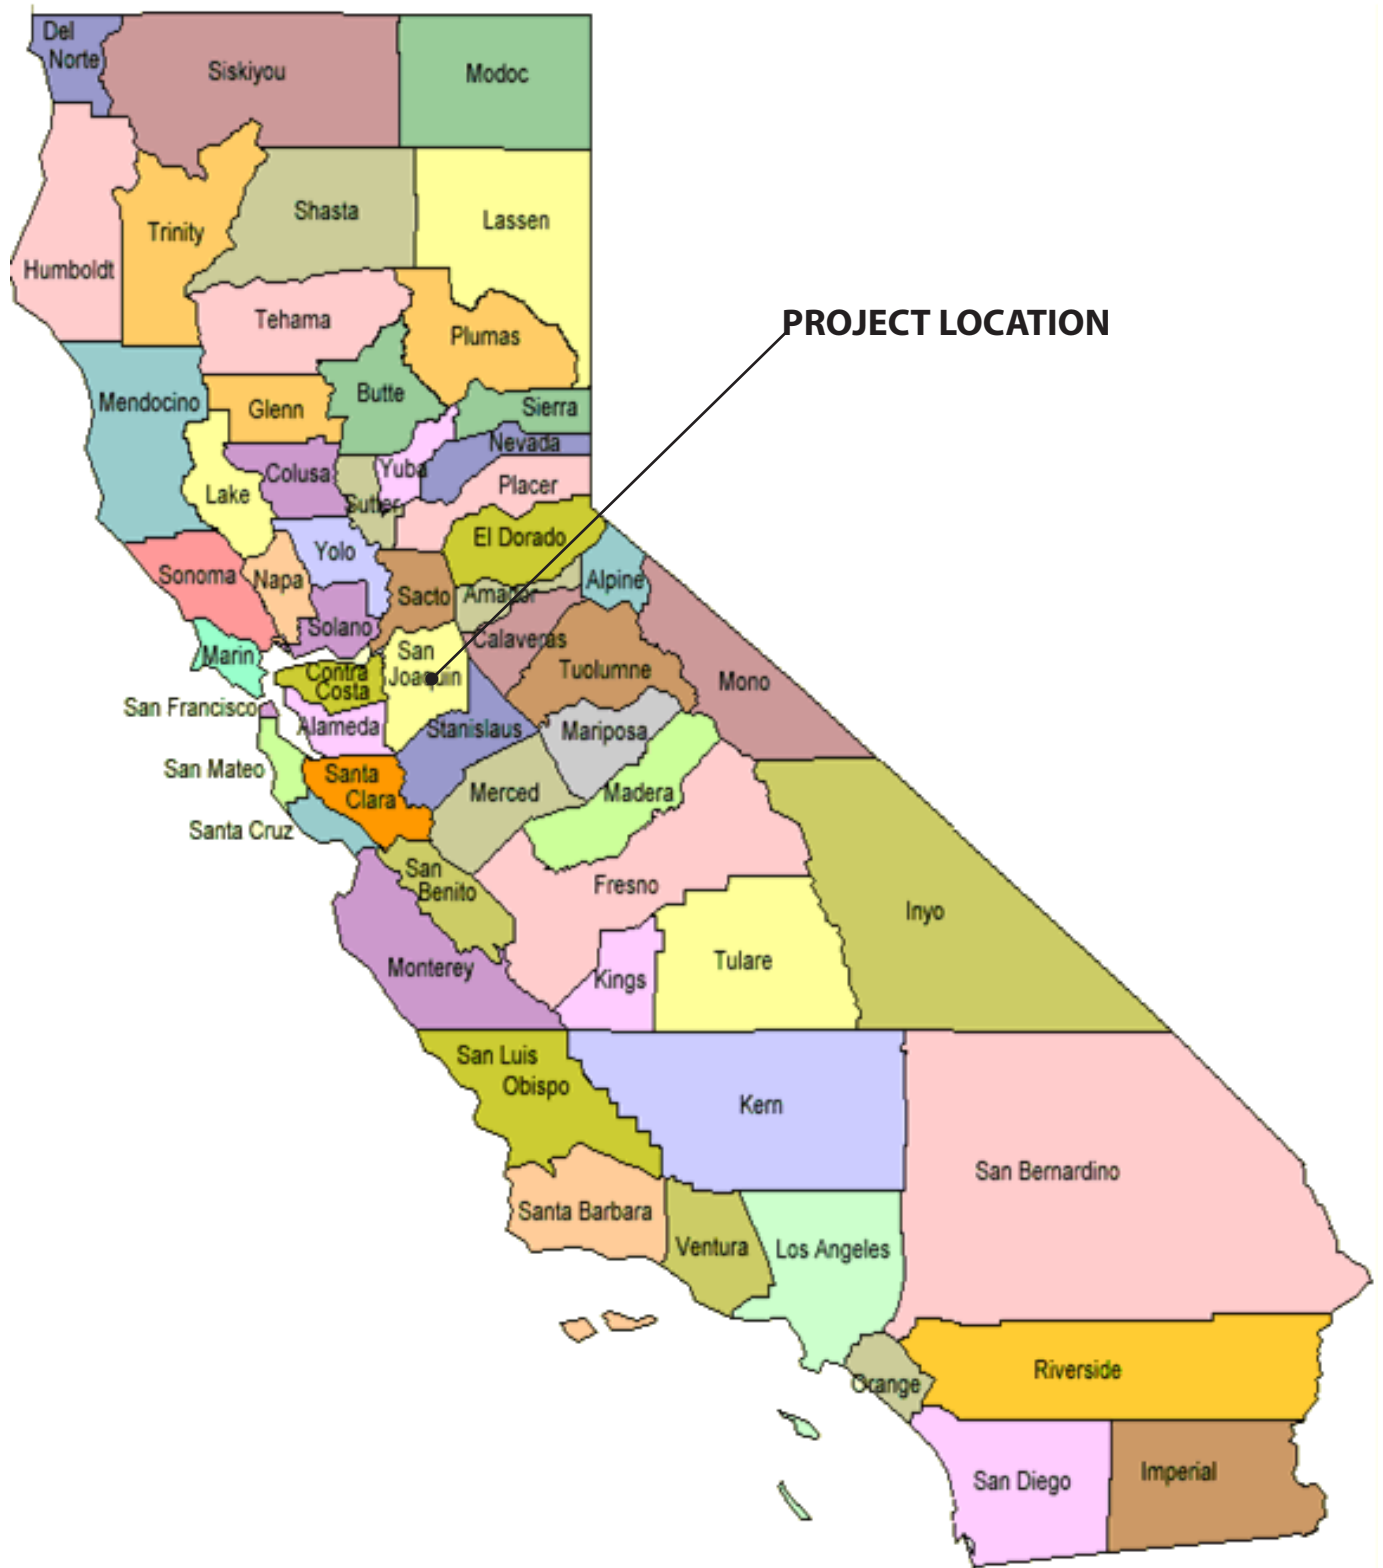 Del
Norte
Siskiyou
Modoc
Shasta
Lassen
Trinity
Humboldt
Tehama
PROJECT LOCATION
Plumas
Butte
Mendocino
Glenn
Sierra
Nevada
Yuba
Colusa
Placer
Lake
Sutter
El Dorado
Yolo
Sonoma
Napa
Alpine
Sacto
Amador
Solano
Calaveras
San
Joaquin
Marin
Contra
Costa
Tuolumne
Mono
San Francisco
Alameda
Stanislaus
Mariposa
San Mateo
Santa
Clara
Merced
Madera
Santa Cruz
San
Benito
Fresno
Inyo
Monterey
Kings
Tulare
San Luis
Obispo
Kern
San Bernardino
Santa Barbara
Ventura
Los Angeles
Riverside
Orange
San Diego
Imperial